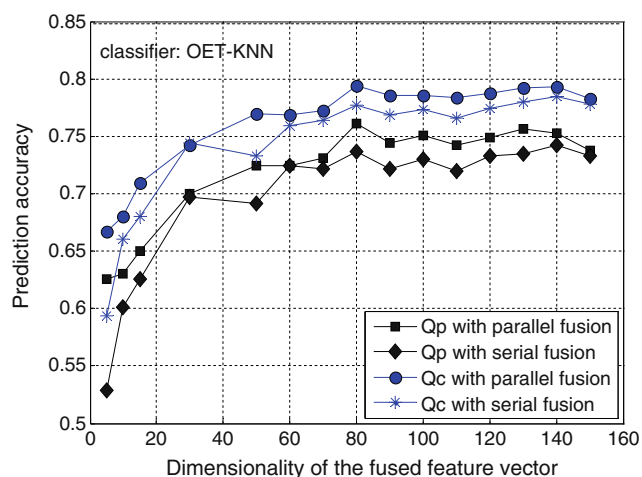 0.85
classifier: OET-KNN
0.8
0.75
0.7
0.65
0.6
0.55
0.5
Prediction accuracy
Qp with parallel fusion
Qp with serial fusion
Qc with parallel fusion
Qc with serial fusion
0 20 40 60 80 100 120 140 160
Dimensionality of the fused feature vector